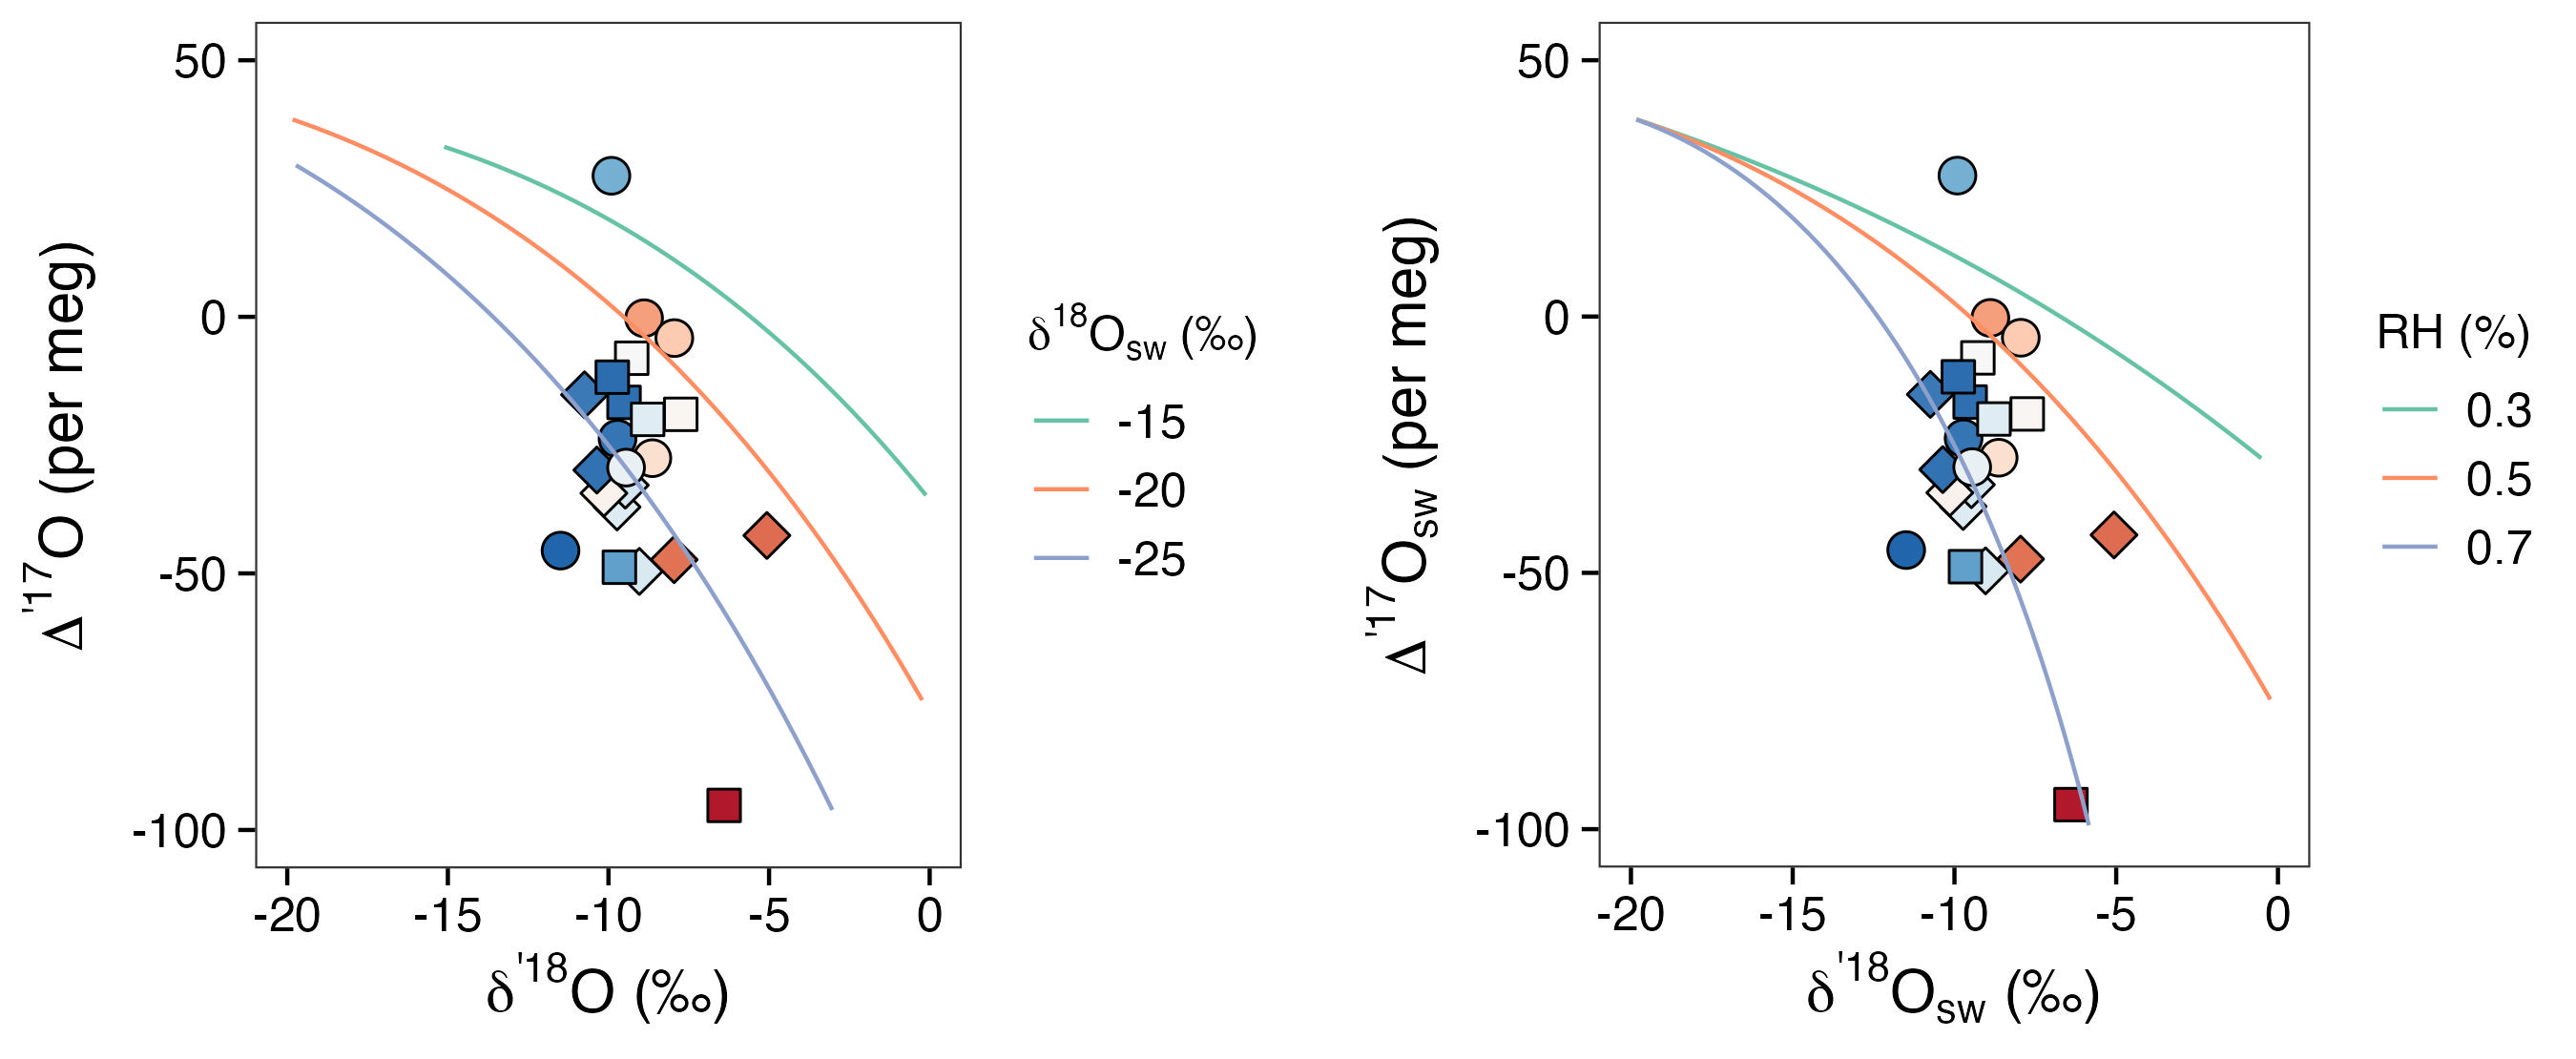 50
0
-50
-100
Δ'17O (per meg)
-20 -15 -10 -5 0
δ'18O (‰)
δ18Osw (‰)
-15
-20
-25
50
0
-50
-100
Δ'17Osw (per meg)
-20 -15 -10 -5 0
δ'18Osw (‰)
RH (%)
0.3
0.5
0.7